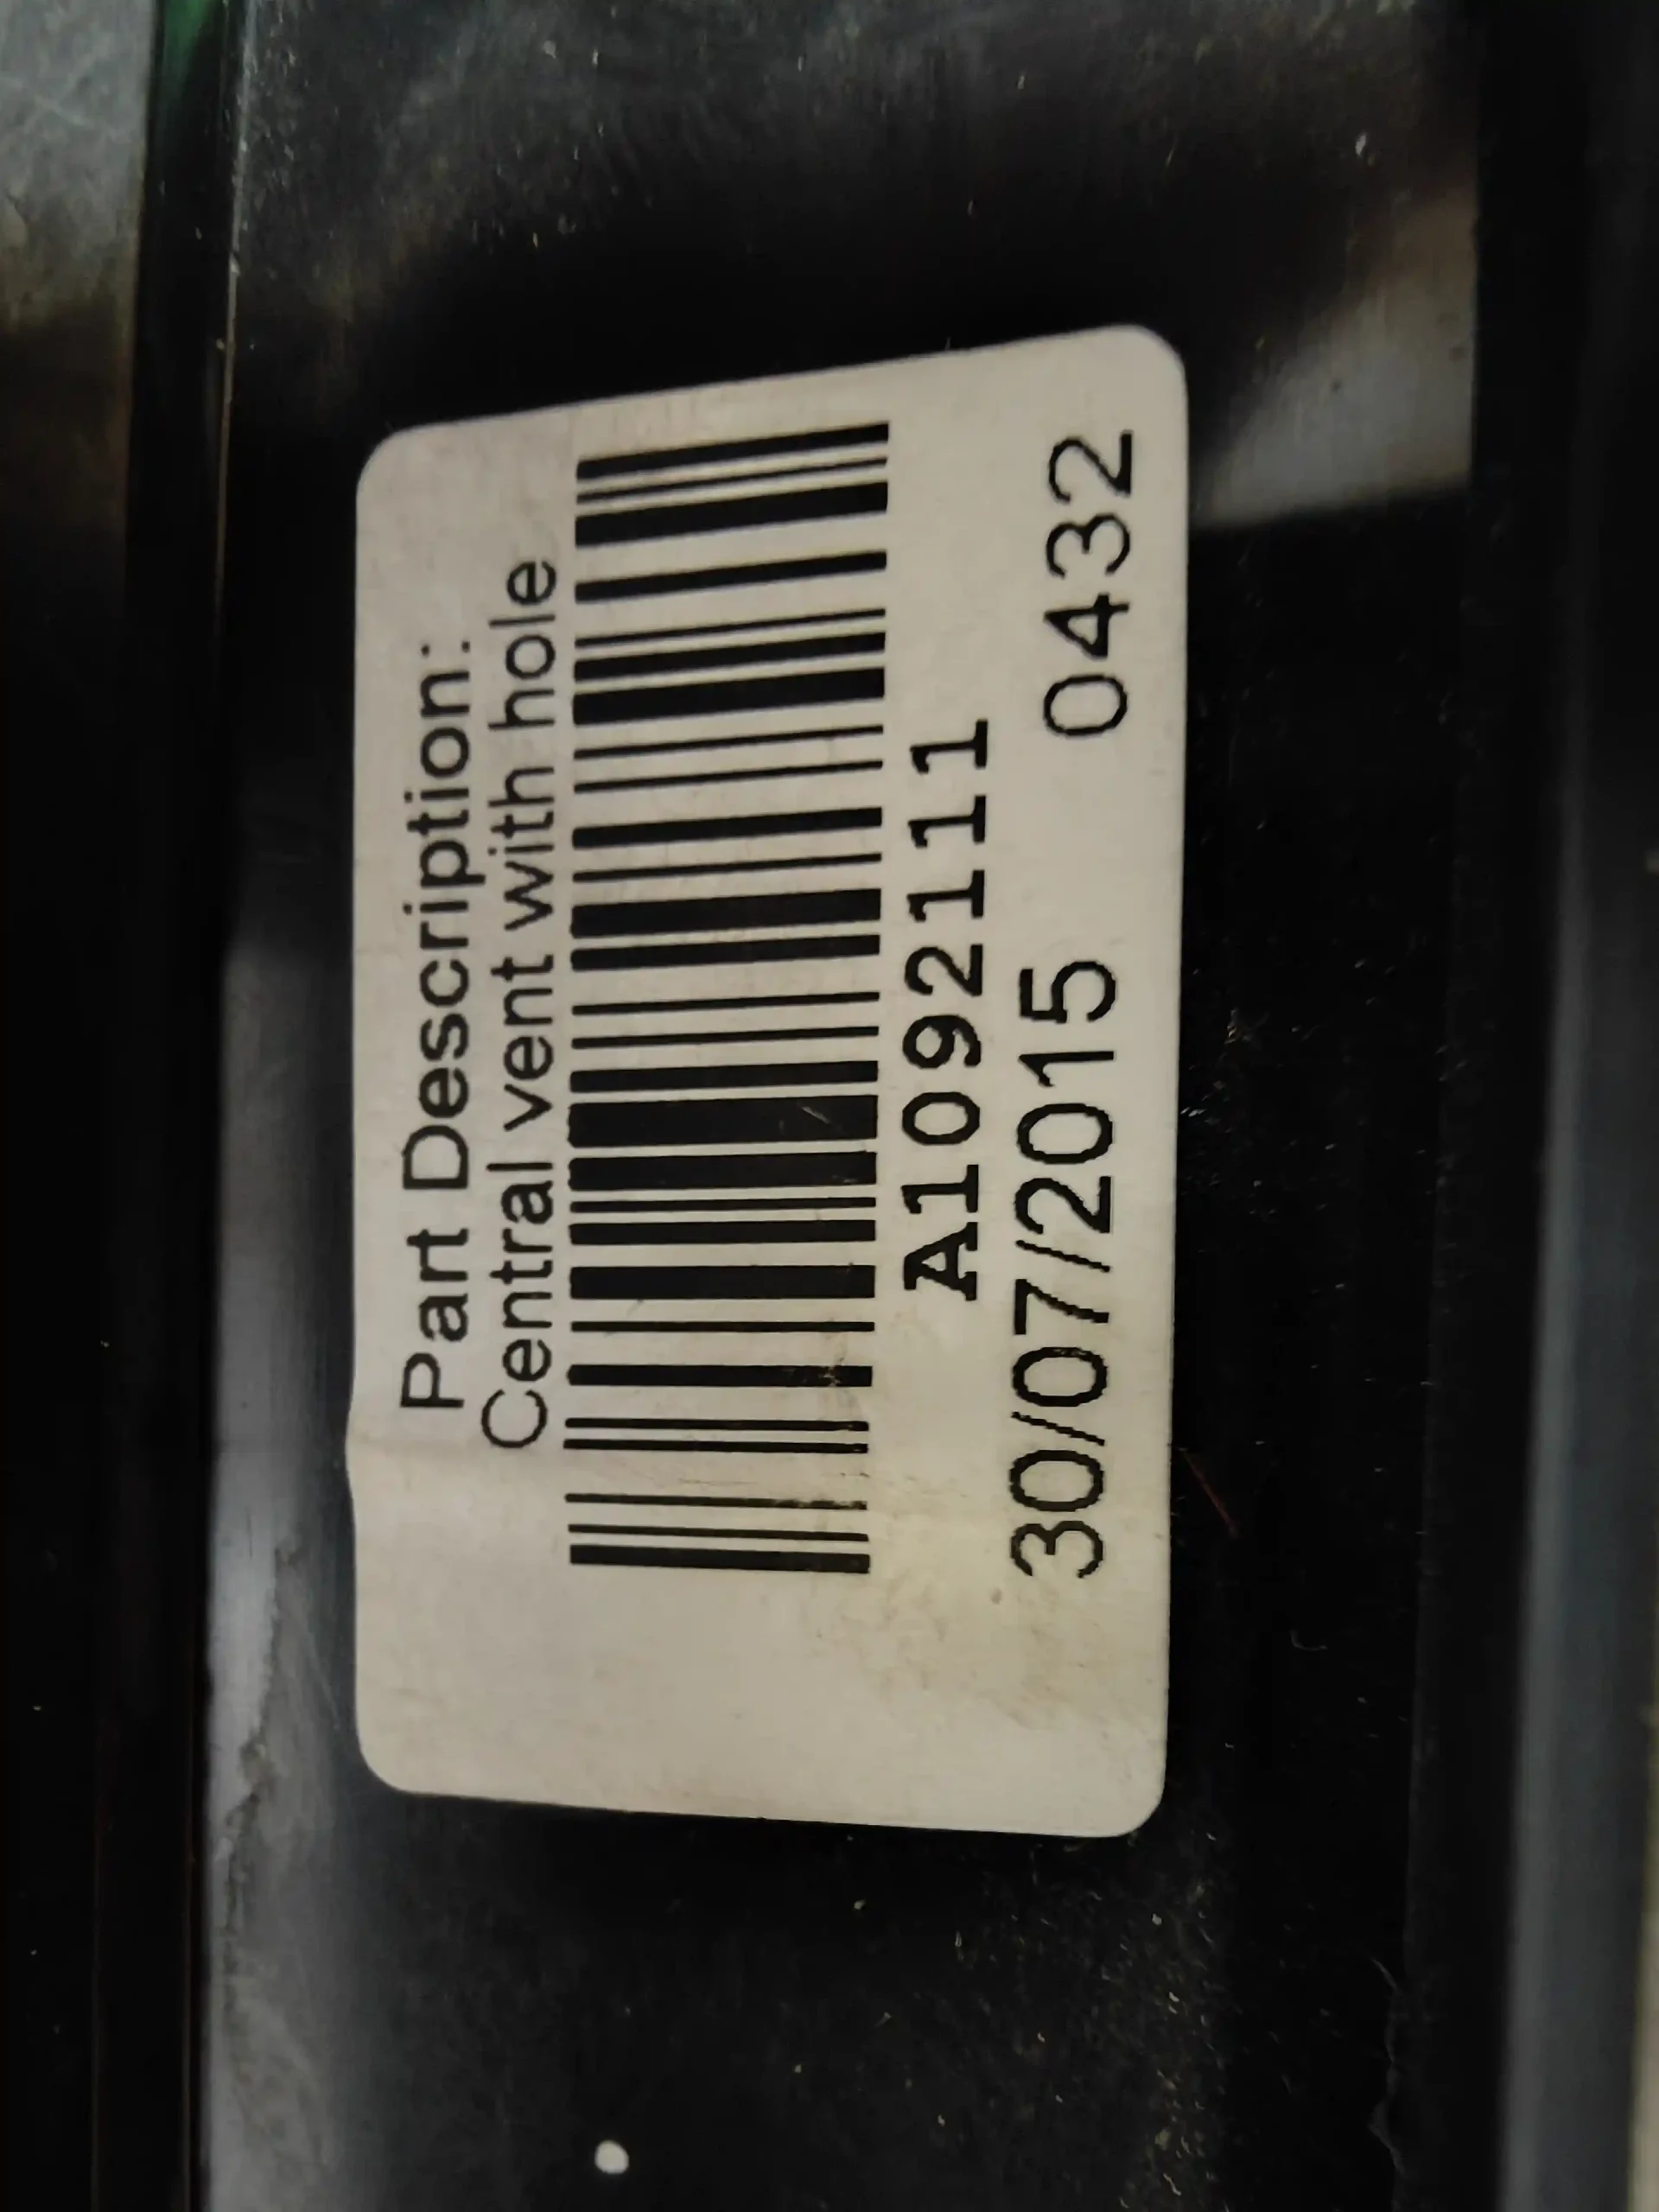 Part Description:
Central vent with hole
A1092111
30/07/2015 0432